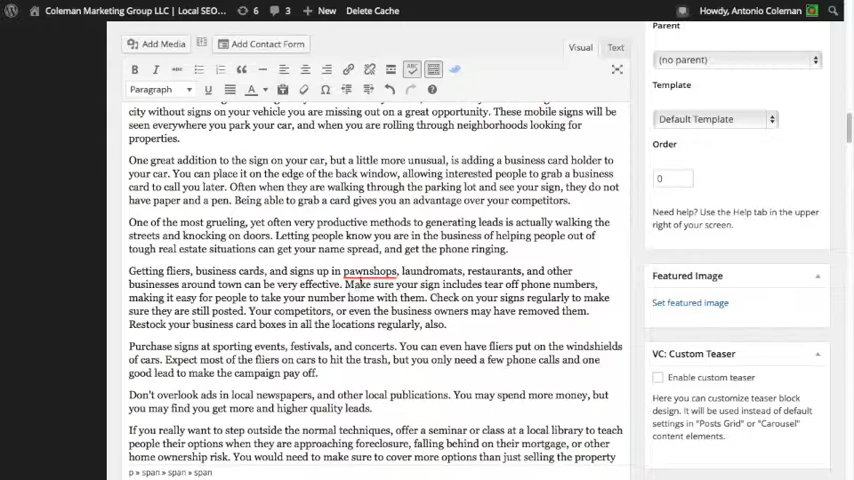 Coleman Marketing Group LLC | Local SEO... 6 3 + New Delete Cache Howdy, Antonio Coleman
Add Media Add Contact Form Visual Text
B I ABC
Paragraph U A Ω ?
city without signs on your vehicle you are missing out on a great opportunity. These mobile signs will be
seen everywhere you park your car, and when you are rolling through neighborhoods looking for
properties.
One great addition to the sign on your car, but a little more unusual, is adding a business card holder to
your car. You can place it on the edge of the back window, allowing interested people to grab a business
card to call you later. Often when they are walking through the parking lot and see your sign, they do not
have paper and a pen. Being able to grab a card gives you an advantage over your competitors.
One of the most grueling, yet often very productive methods to generating leads is actually walking the
streets and knocking on doors. Letting people know you are in the business of helping people out of
tough real estate situations can get your name spread, and get the phone ringing.
Getting fliers, business cards, and signs up in pawnshops, laundromats, restaurants, and other
businesses around town can be very effective. Make sure your sign includes tear off phone numbers,
making it easy for people to take your number home with them. Check on your signs regularly to make
sure they are still posted. Your competitors, or even the business owners may have removed them.
Restock your business card boxes in all the locations regularly, also.
Purchase signs at sporting events, festivals, and concerts. You can even have fliers put on the windshields
of cars. Expect most of the fliers on cars to hit the trash, but you only need a few phone calls and one
good lead to make the campaign pay off.
Don't overlook ads in local newspapers, and other local publications. You may spend more money, but
you may find you get more and higher quality leads.
If you really want to step outside the normal techniques, offer a seminar or class at a local library to teach
people their options when they are approaching foreclosure, falling behind on their mortgage, or other
home ownership risk. You would need to make sure to cover more options than just selling the property
p » span » span » span
Parent
(no parent)
Template
Default Template
Order
0
Need help? Use the Help tab in the upper
right of your screen.
Featured Image
Set featured image
VC: Custom Teaser
Enable custom teaser
Here you can customize teaser block
design. It will be used instead of default
settings in "Posts Grid" or "Carousel"
content elements.